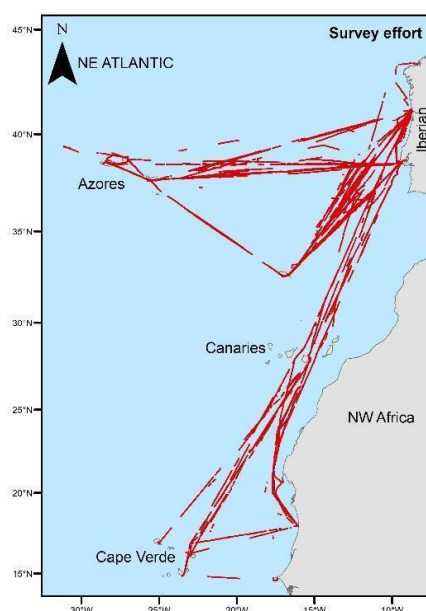 Survey effort
N
NE ATLANTIC
45°N
40°N
35°N
30°N
25°N
20°N
15°N
Iberian
Azores
Canaries
NW Africa
Cape Verde
30°W
25°W
20°W
15°W
10°W